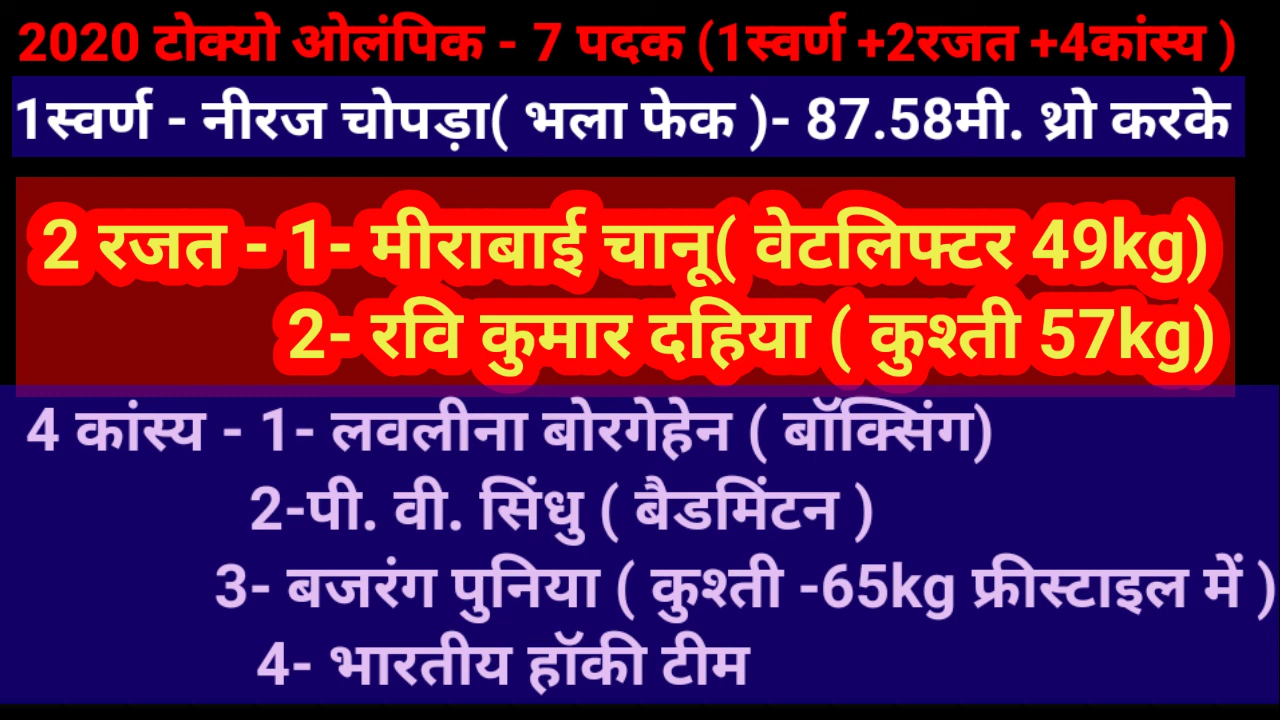 2020 टोक्यो ओलंपिक - 7 पदक (1स्वर्ण +2रजत +4कांस्य )
1स्वर्ण - नीरज चोपड़ा( भला फेक )- 87.58मी. थ्रो करके
2 रजत - 1- मीराबाई चानू( वेटलिफ्टर 49kg)
2- रवि कुमार दहिया ( कुश्ती 57kg)
4 कांस्य - 1- लवलीना बोरगेहेन ( बॉक्सिंग)
2-पी. वी. सिंधु ( बैडमिंटन )
3- बजरंग पुनिया ( कुश्ती -65kg फ्रीस्टाइल में )
4- भारतीय हॉकी टीम